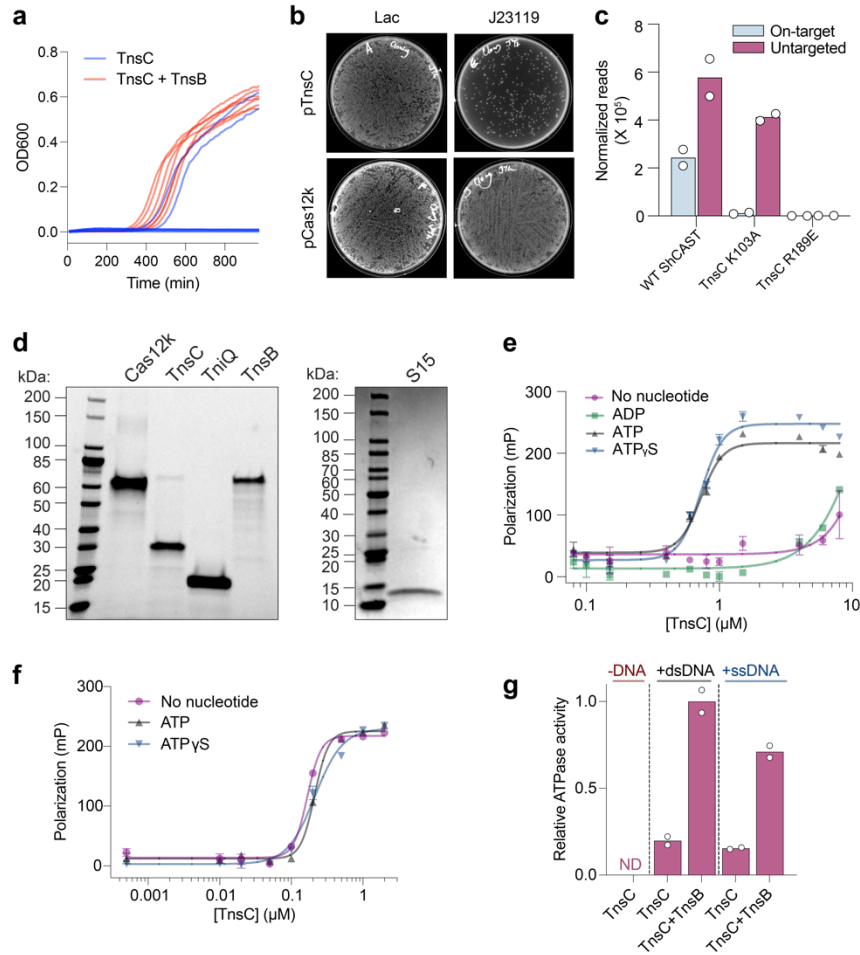 a
TnsC
TnsC + TnsB
OD600
0.8
0.6
0.4
0.2
0.0
0 200 400 600 800
Time (min)
b
Lac J23119
pTnsC
pCas12k
c
On-target
Untargeted
Normalized reads
(X 10⁵)
8
6
4
2
0
WT ShCAST
TnsC K103A
TnsC R189E
d
kDa: Cas12k TnsC TniQ TnsB
200
150
100
85
60
50
40
30
25
20
15
kDa: S15
200
150
100
85
60
50
40
30
25
20
15
10
e
No nucleotide
ADP
ATP
ATPγS
Polarization (mP)
300
200
100
0
0.1 1 10
[TnsC] (μM)
f
No nucleotide
ATP
ATPγS
Polarization (mP)
300
200
100
0
0.001 0.01 0.1 1
[TnsC] (μM)
g
-DNA +dsDNA +ssDNA
Relative ATPase activity
1.0
0.5
0.0
ND
TnsC
TnsC
TnsC+TnsB
TnsC
TnsC+TnsB